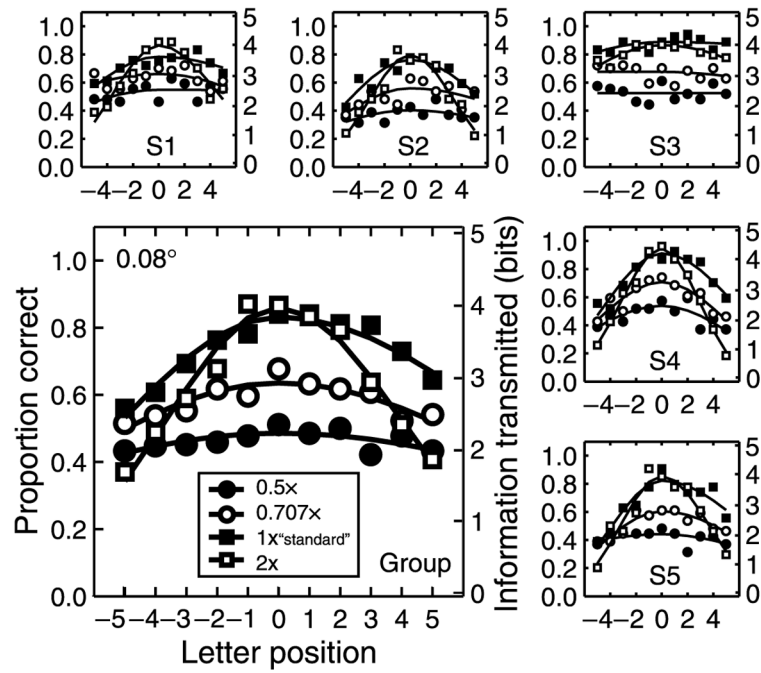 1.0 0.8 0.6 0.4 0.2 0.0 5 4 3 2 1 0 −4 −2 0 2 4 S1
1.0 0.8 0.6 0.4 0.2 0.0 5 4 3 2 1 0 −4 −2 0 2 4 S2
1.0 0.8 0.6 0.4 0.2 0.0 5 4 3 2 1 0 −4 −2 0 2 4 S3
0.08°
Proportion correct
1.0
0.8
0.6
0.4
0.2
0.0
5
4
3
2
1
0
Information transmitted (bits)
0.5×
0.707×
1x“standard”
2x
Group
−5 −4 −3 −2 −1 0 1 2 3 4 5
Letter position
1.0 0.8 0.6 0.4 0.2 0.0 5 4 3 2 1 0 −4 −2 0 2 4 S4
1.0 0.8 0.6 0.4 0.2 0.0 5 4 3 2 1 0 −4 −2 0 2 4 S5